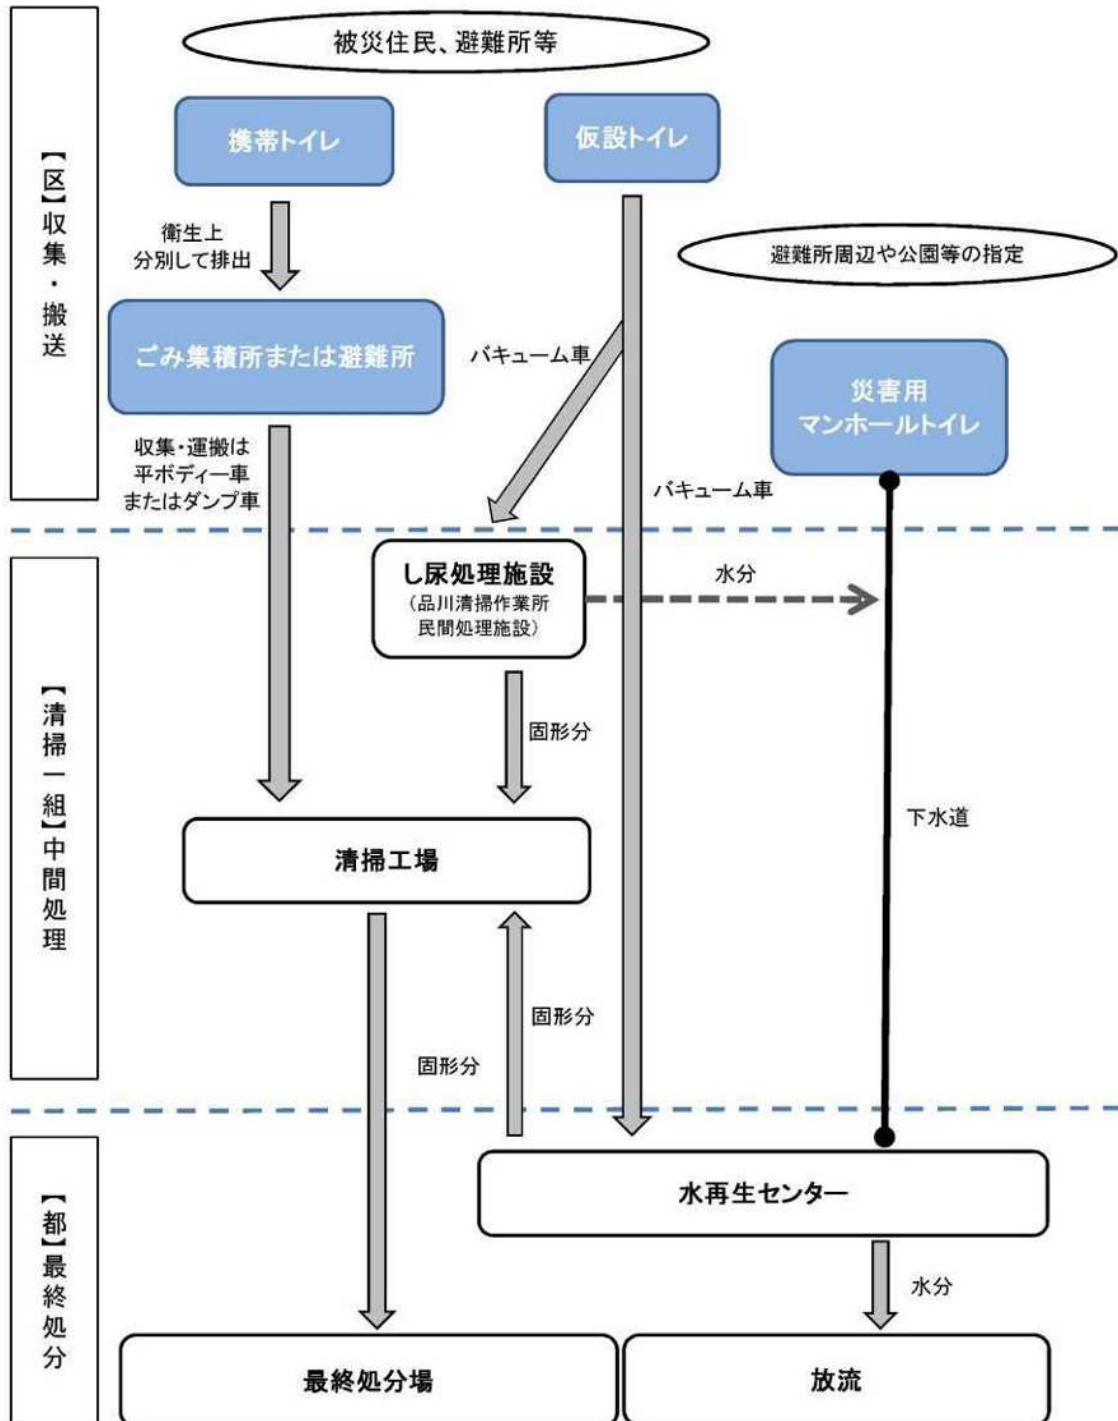 被災住民、避難所等
携帯トイレ
仮設トイレ
【区】収集・搬送
衛生上
分別して排出
避難所周辺や公園等の指定
ごみ集積所または避難所
バキューム車
災害用
マンホールトイレ
収集・運搬は
平ボディー車
またはダンプ車
バキューム車
し尿処理施設
（品川清掃作業所
民間処理施設）
水分
【清掃一組】中間処理
固形分
下水道
清掃工場
固形分
固形分
【都】最終処分
水再生センター
水分
最終処分場
放流